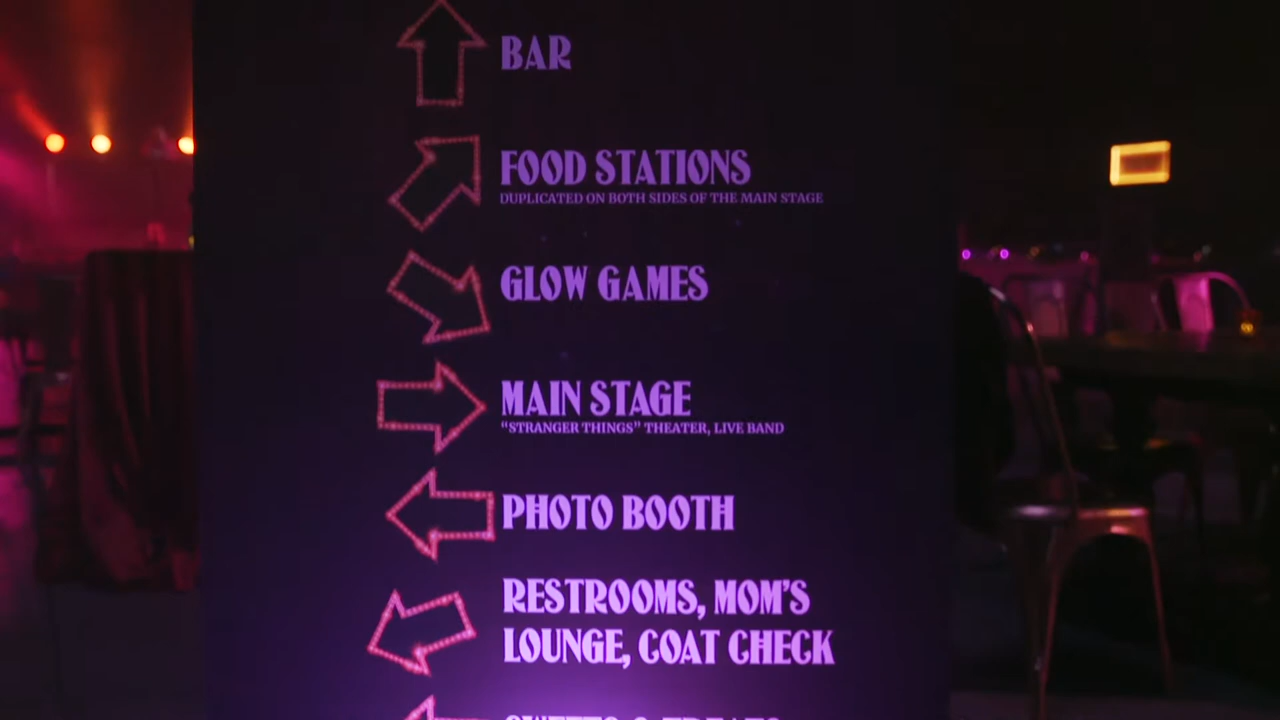 BAR
FOOD STATIONS
DUPLICATED ON BOTH SIDES OF THE MAIN STAGE
GLOW GAMES
MAIN STAGE
“STRANGER THINGS” THEATER, LIVE BAND
PHOTO BOOTH
RESTROOMS, MOM’S
LOUNGE, COAT CHECK